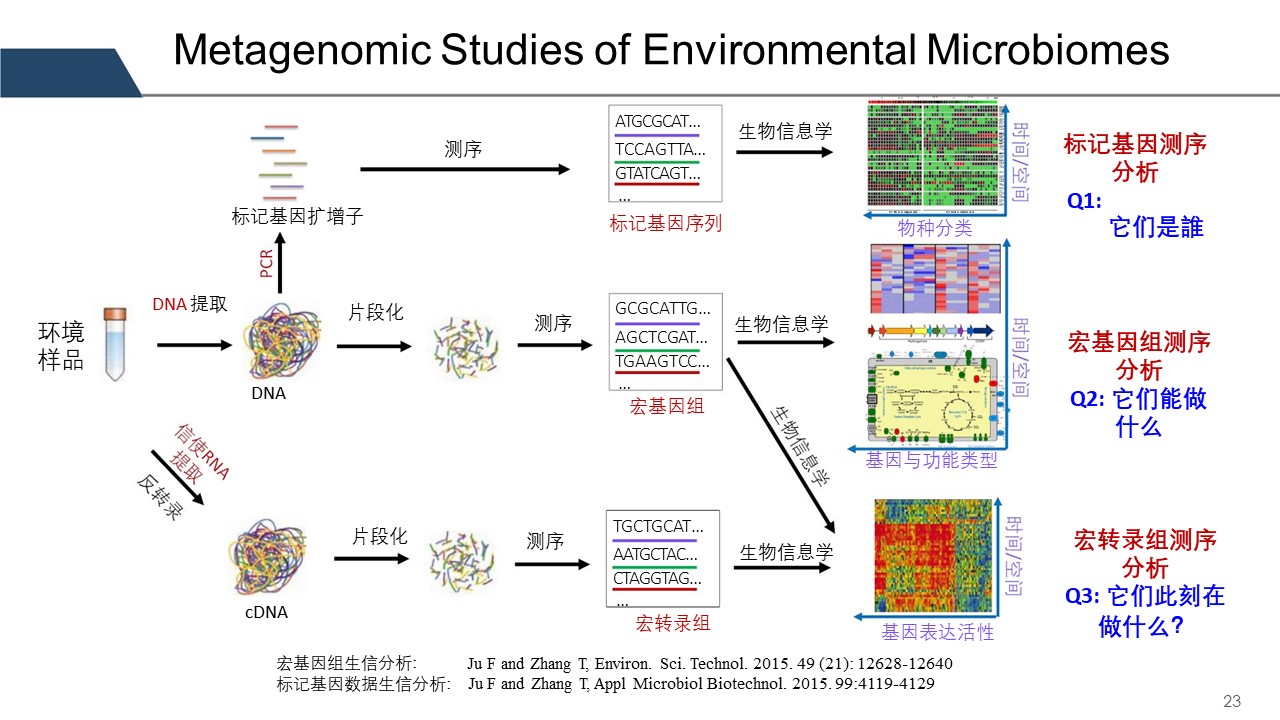 Metagenomic Studies of Environmental Microbiomes
标记基因扩增子
测序
ATGCGCAT...
TCCAGTTA...
GTATCAGT...
...
标记基因序列
生物信息学
时间/空间
物种分类
标记基因测序
分析
Q1:
它们是誰
PCR
环境
样品
DNA 提取
DNA
片段化
测序
GCGCATTG...
AGCTCGAT...
TGAAGTCC...
...
宏基因组
生物信息学
生物信息学
时间/空间
基因与功能类型
宏基因组测序
分析
Q2: 它们能做
什么
信使RNA
提取
反转录
cDNA
片段化
测序
TGCTGCAT...
AATGCTAC...
CTAGGTAG...
...
宏转录组
生物信息学
时间/空间
基因表达活性
宏转录组测序
分析
Q3: 它们此刻在
做什么?
宏基因组生信分析: Ju F and Zhang T, Environ. Sci. Technol. 2015. 49 (21): 12628-12640
标记基因数据生信分析: Ju F and Zhang T, Appl Microbiol Biotechnol. 2015. 99:4119-4129
23